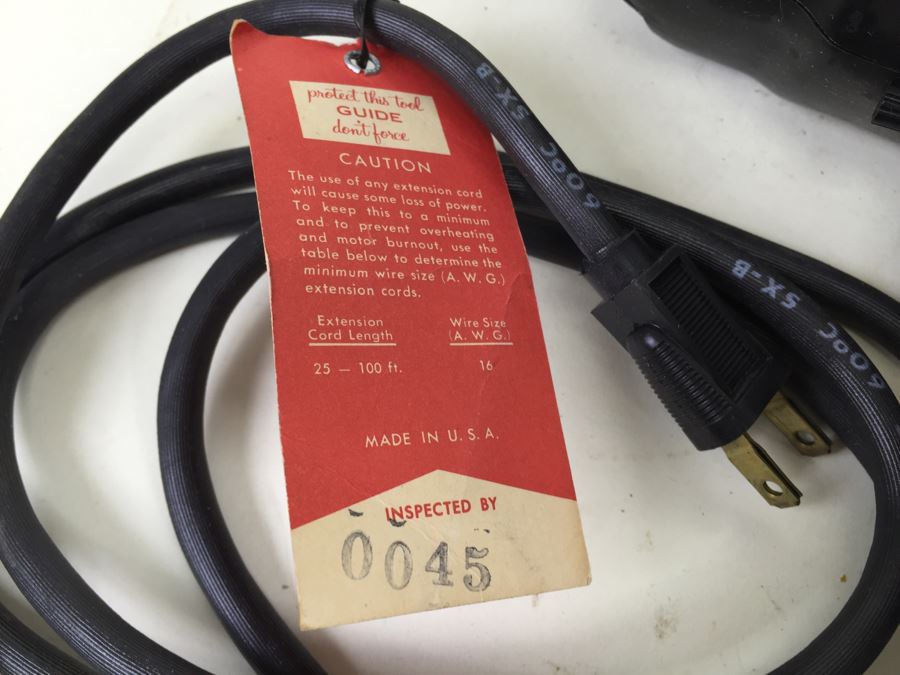 protect this tool
GUIDE
don't force
CAUTION
The use of any extension cord
will cause some loss of power.
To keep this to a minimum
and to prevent overheating
and motor burnout, use the
table below to determine the
minimum wire size (A. W. G.)
extension cords.
Extension Wire Size
Cord Length (A. W. G.)
25 — 100 ft. 16
MADE IN U. S. A.
INSPECTED BY
0045
60°C SX-B
60°C SX-B